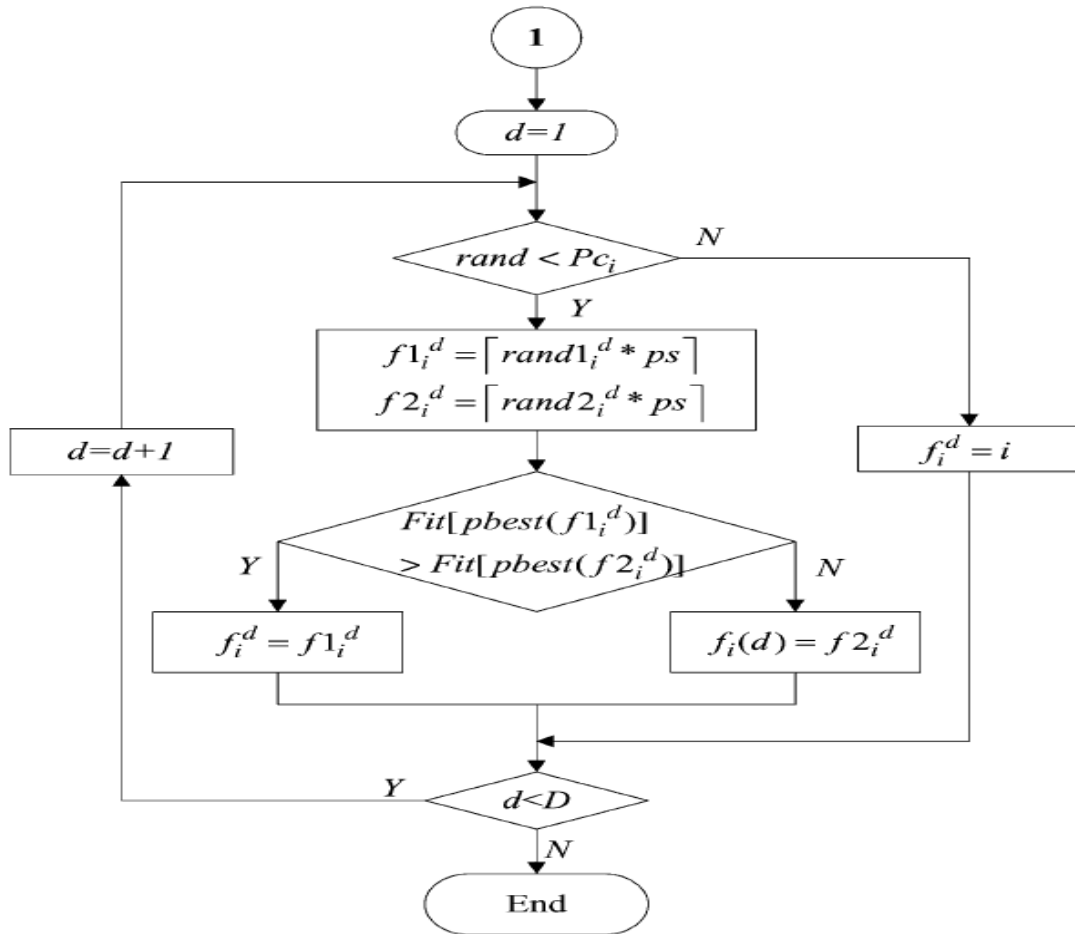 1
d=1
rand < Pc_i
N
Y
f1_i^d = ⌈rand1_i^d * ps⌉
f2_i^d = ⌈rand2_i^d * ps⌉
d=d+1
f_i^d = i
Fit[pbest(f1_i^d)]
> Fit[pbest(f2_i^d)]
Y
N
f_i^d = f1_i^d
f_i(d) = f2_i^d
Y
d<D
N
End